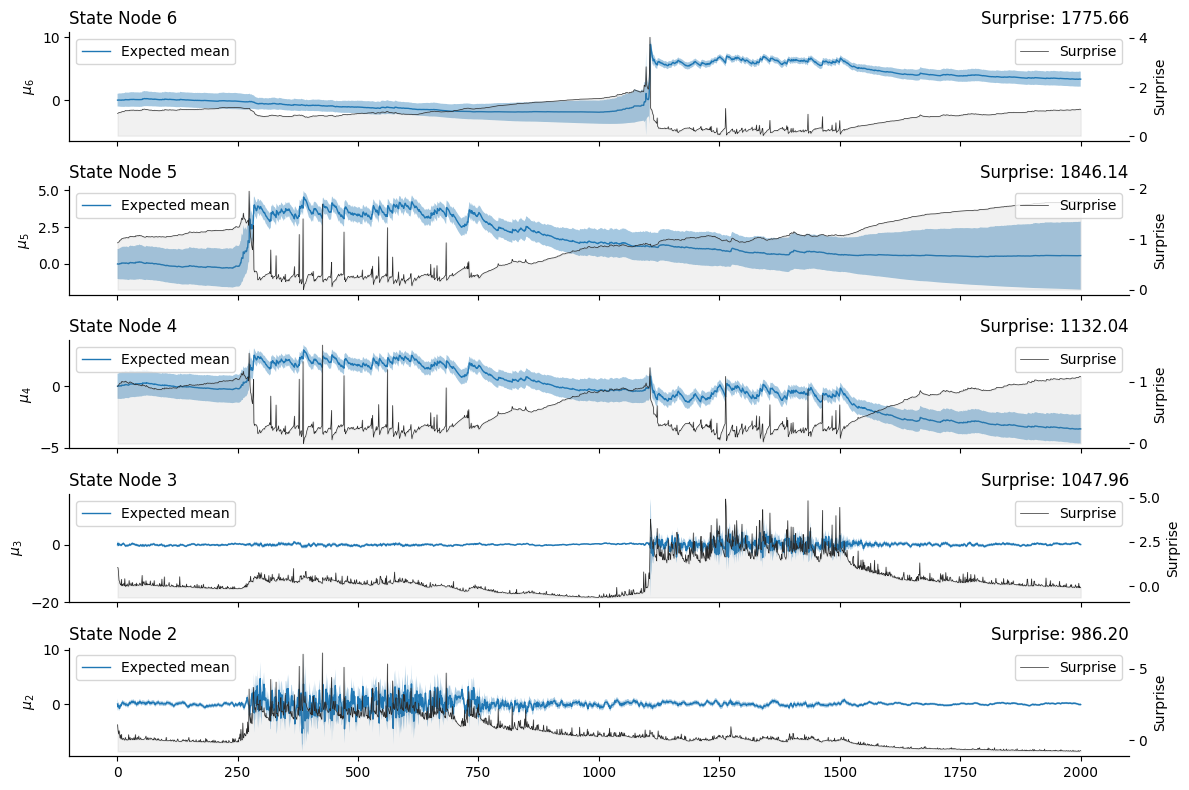 State Node 6 Surprise: 1775.66
10 Expected mean Surprise 4
μ6 2 Surprise
0 0
State Node 5 Surprise: 1846.14
5.0 Expected mean Surprise 2
2.5 1
μ5 Surprise
0.0 0
State Node 4 Surprise: 1132.04
Expected mean Surprise
0 1
μ4 Surprise
−5 0
State Node 3 Surprise: 1047.96
Expected mean Surprise 5.0
0 2.5
μ3 Surprise
−20 0.0
State Node 2 Surprise: 986.20
10 Expected mean Surprise
0 5
μ2 Surprise
0
0 250 500 750 1000 1250 1500 1750 2000